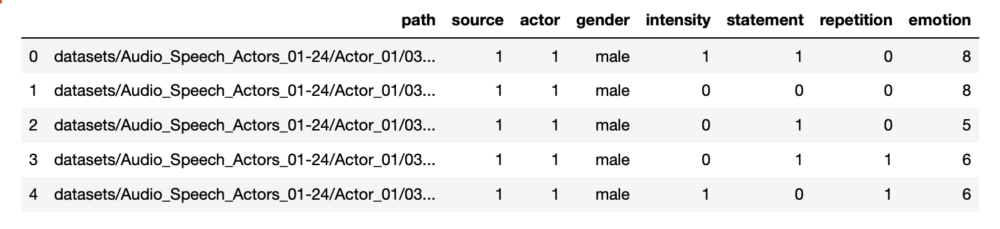 path source actor gender intensity statement repetition emotion
0 datasets/Audio_Speech_Actors_01-24/Actor_01/03... 1 1 male 1 1 0 8
1 datasets/Audio_Speech_Actors_01-24/Actor_01/03... 1 1 male 0 0 0 8
2 datasets/Audio_Speech_Actors_01-24/Actor_01/03... 1 1 male 0 1 0 5
3 datasets/Audio_Speech_Actors_01-24/Actor_01/03... 1 1 male 0 1 1 6
4 datasets/Audio_Speech_Actors_01-24/Actor_01/03... 1 1 male 1 0 1 6